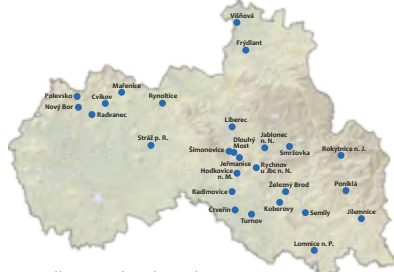 Višňová
Frýdlant
Mařenice
Polevsko
Cvikov
Rynoltice
Nový Bor
Radvanec
Liberec
Stráž p. R.
Šimonovice
Dlouhý
Most
Jablonec
n. N.
Smržovka
Rokytnice n. J.
Jeřmanice
Hodkovice
n. M.
Rychnov
u Jbc n. N.
Radimovice
Železný Brod
Poniklá
Čtveřín
Turnov
Koberovy
Semily
Jilemnice
Lomnice n. P.